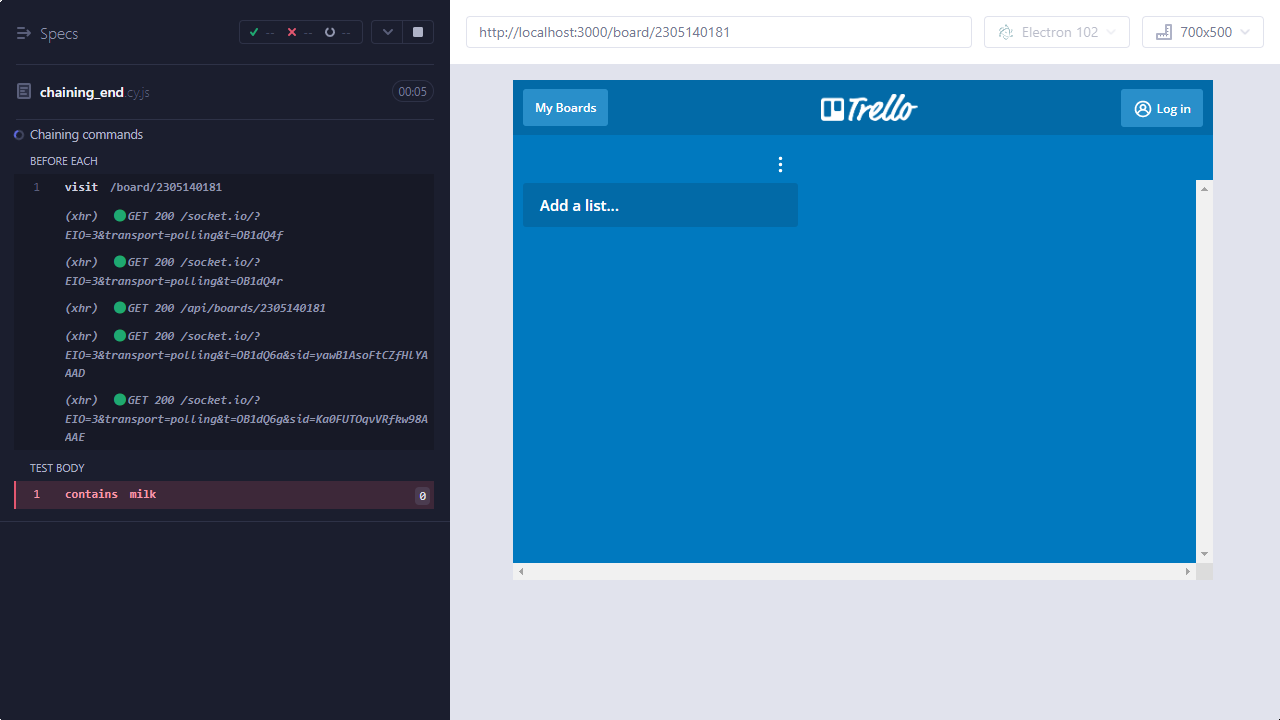 Specs
--
--
--
chaining_end.cy.js
00:05
Chaining commands
BEFORE EACH
1 visit /board/2305140181
(xhr) GET 200 /socket.io/?
EIO=3&transport=polling&t=OB1dQ4f
(xhr) GET 200 /socket.io/?
EIO=3&transport=polling&t=OB1dQ4r
(xhr) GET 200 /api/boards/2305140181
(xhr) GET 200 /socket.io/?
EIO=3&transport=polling&t=OB1dQ6a&sid=yawB1AsoFtCZfHlYA
AAD
(xhr) GET 200 /socket.io/?
EIO=3&transport=polling&t=OB1dQ6g&sid=Ka0FUTOqvVRfkw98A
AAE
TEST BODY
1 contains milk 0
http://localhost:3000/board/2305140181
Electron 102
700x500
My Boards
Trello
Log in
Add a list...